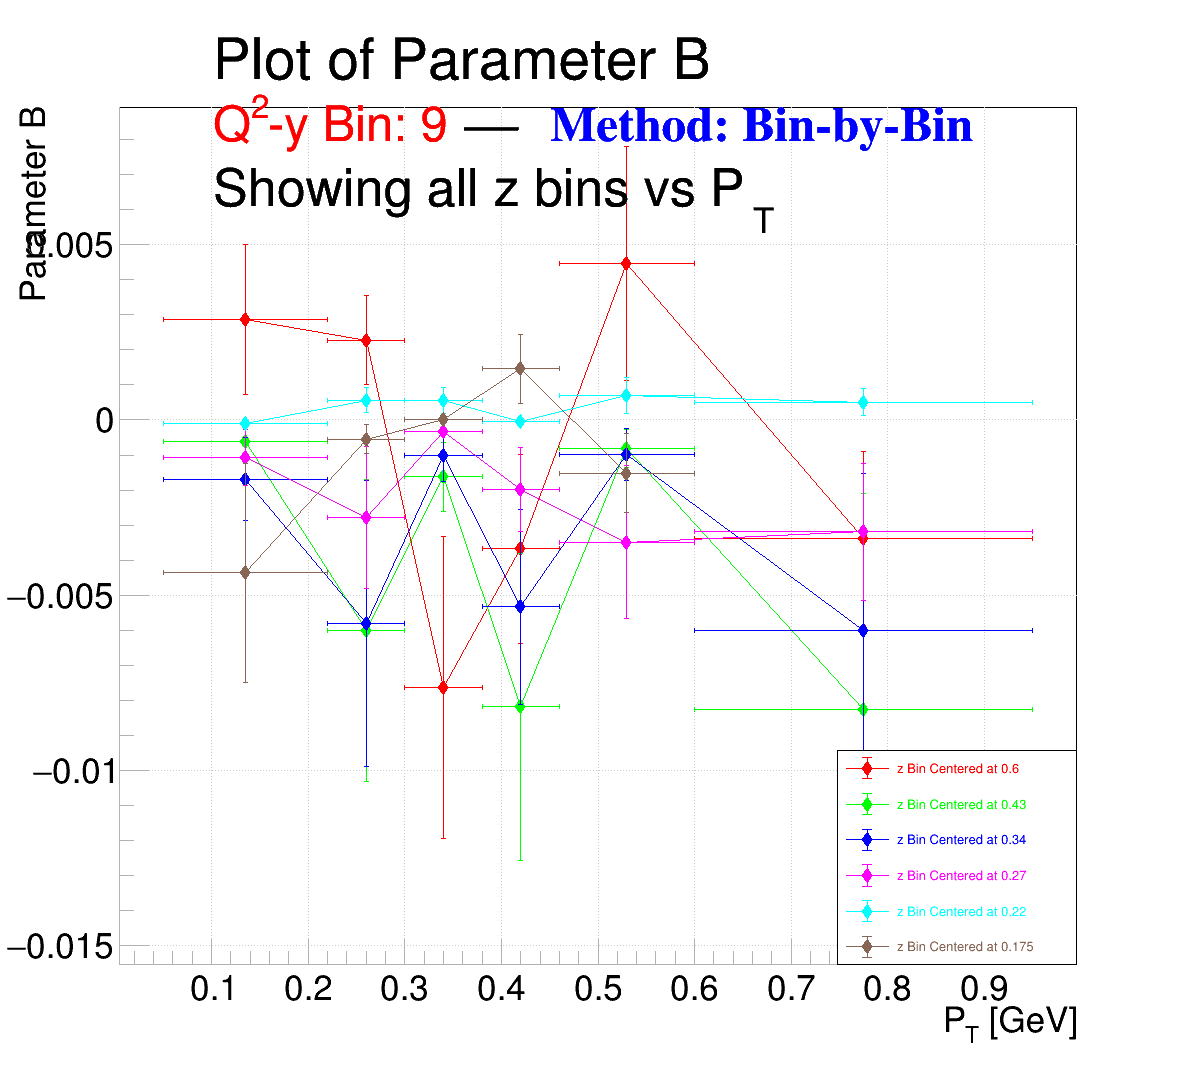 Plot of Parameter B
Q²-y Bin: 9 — Method: Bin-by-Bin
Showing all z bins vs P_T
Parameter B
0.005
0
−0.005
−0.01
−0.015
0.1 0.2 0.3 0.4 0.5 0.6 0.7 0.8 0.9
P_T [GeV]
z Bin Centered at 0.6
z Bin Centered at 0.43
z Bin Centered at 0.34
z Bin Centered at 0.27
z Bin Centered at 0.22
z Bin Centered at 0.175